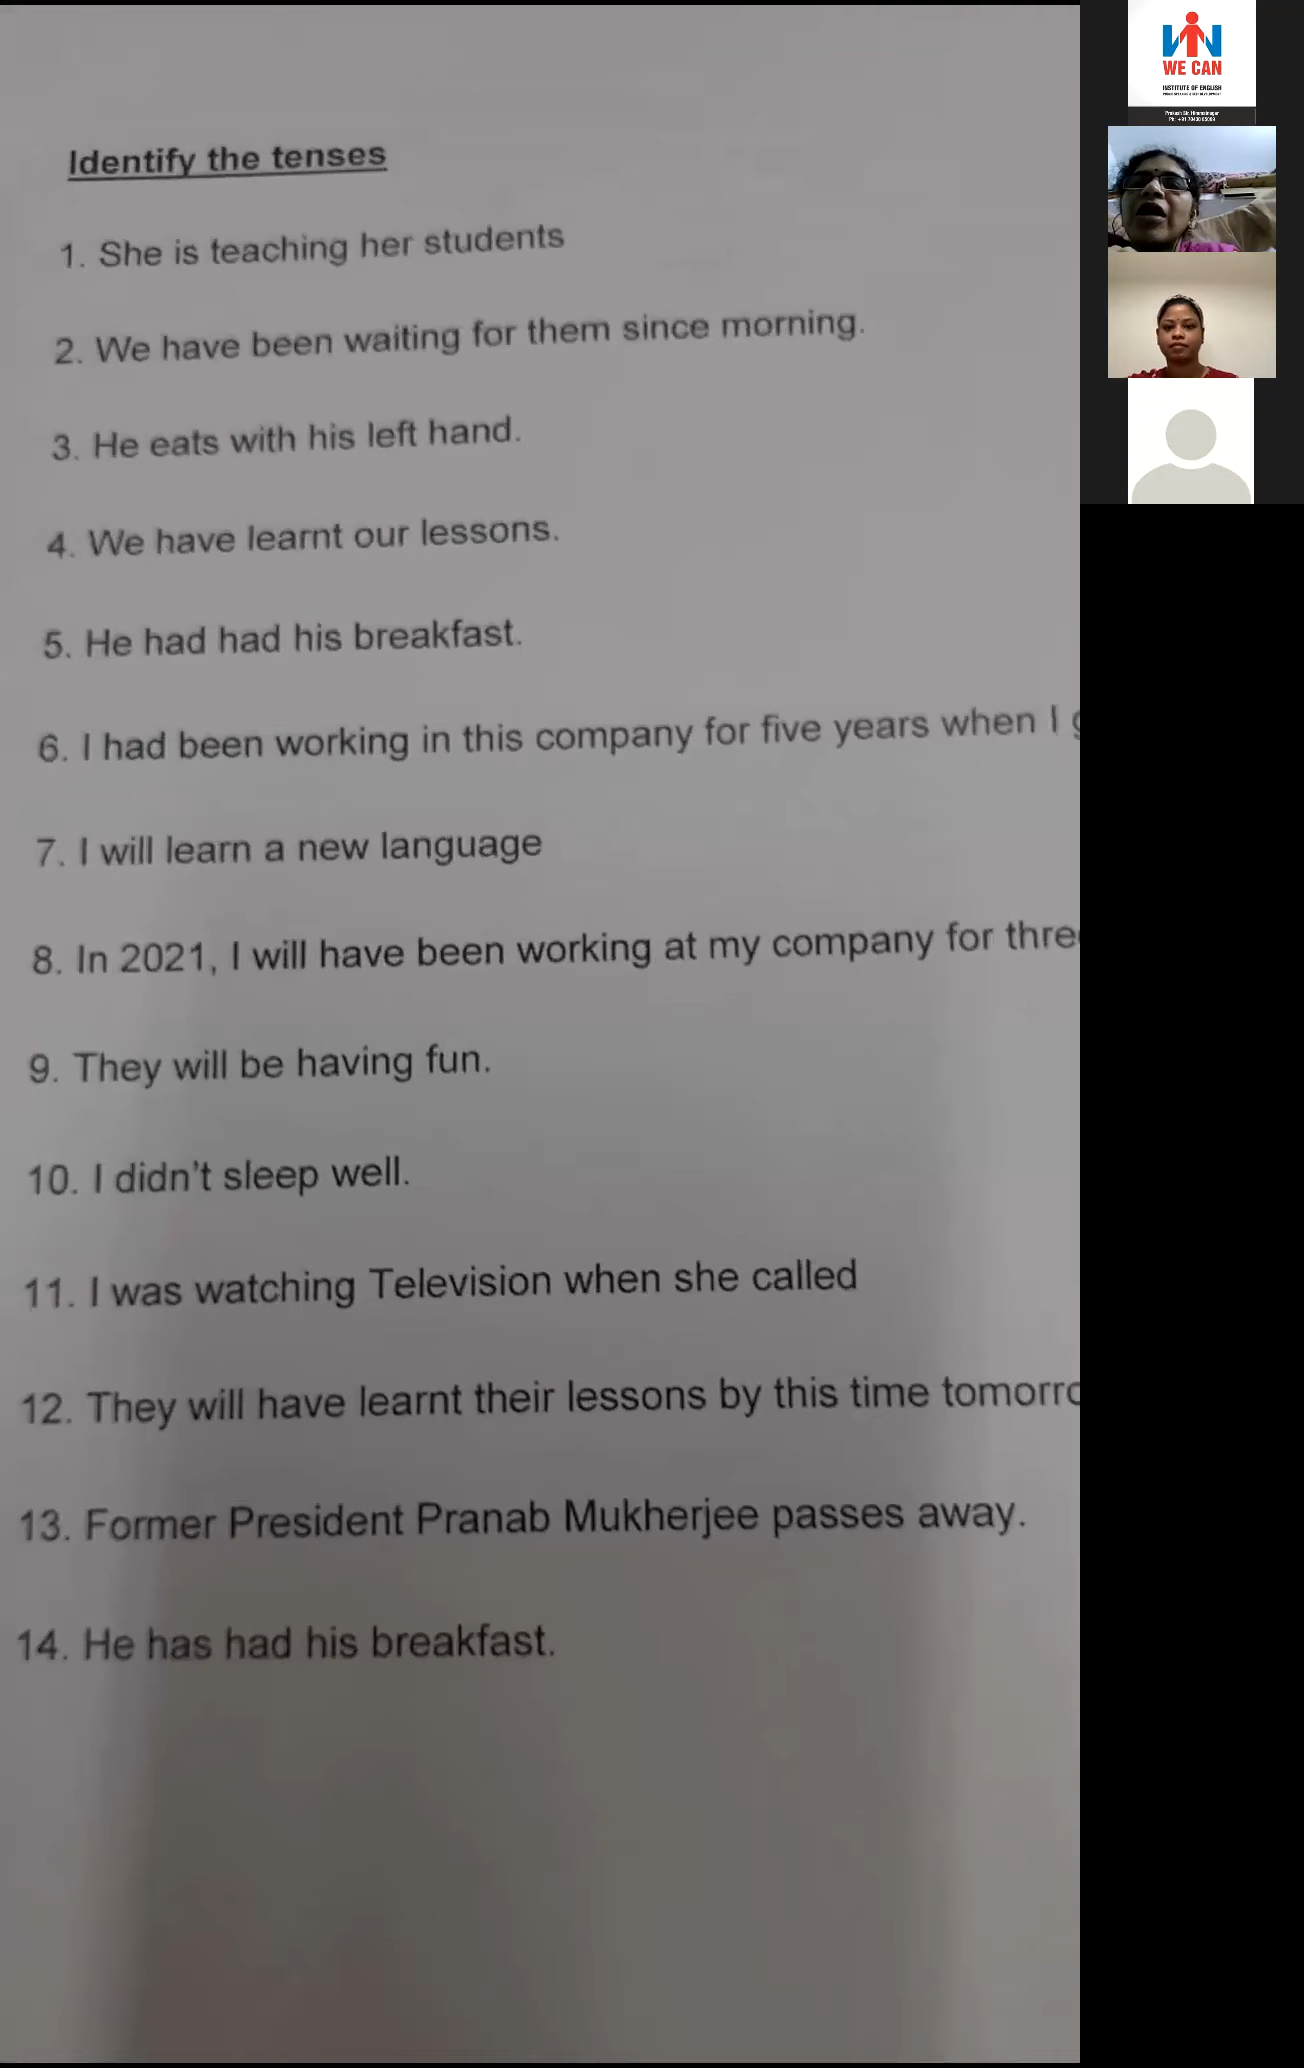 Identify the tenses
1. She is teaching her students
2. We have been waiting for them since morning.
3. He eats with his left hand.
4. We have learnt our lessons.
5. He had had his breakfast.
6. I had been working in this company for five years when I
7. I will learn a new language
8. In 2021, I will have been working at my company for
9. They will be having fun.
10. I didn't sleep well.
11. I was watching Television when she called
12. They will have learnt their lessons by this time
13. Former President Pranab Mukherjee passes away.
14. He has had his breakfast.
WE CAN
INSTITUTE OF ENGLISH